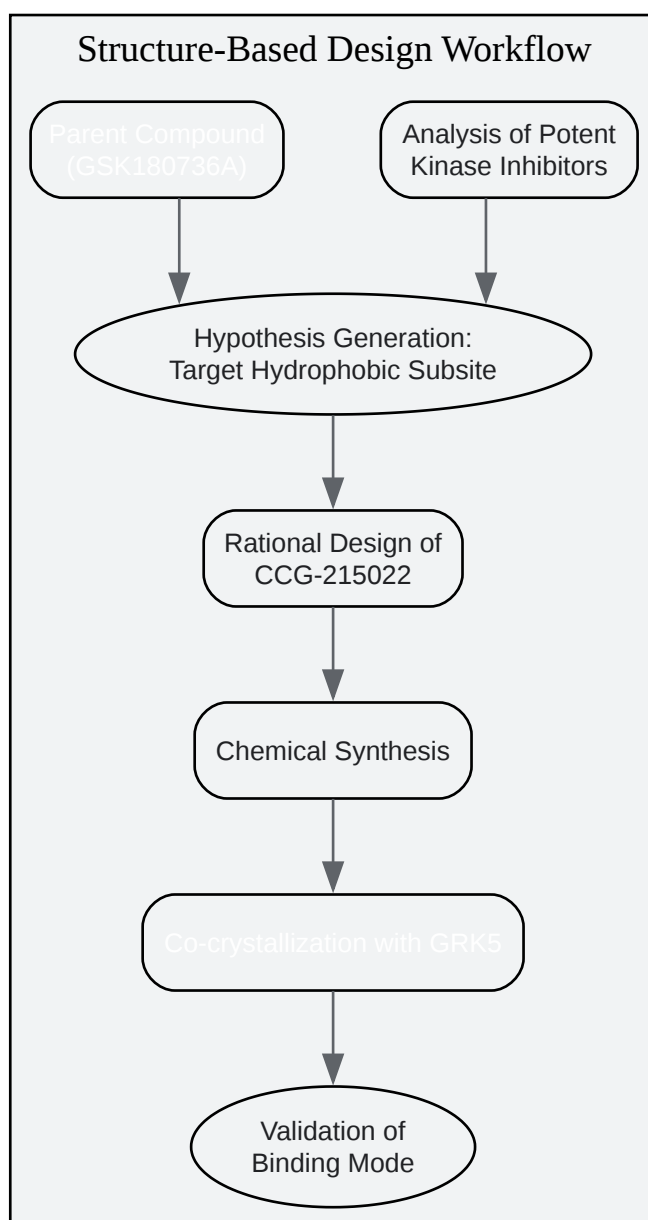 Structure-Based Design Workflow
Parent Compound
(GSK180736A)
Analysis of Potent
Kinase Inhibitors
Hypothesis Generation:
Target Hydrophobic Subsite
Rational Design of
CCG-215022
Chemical Synthesis
Co-crystallization with GRK5
Validation of
Binding Mode